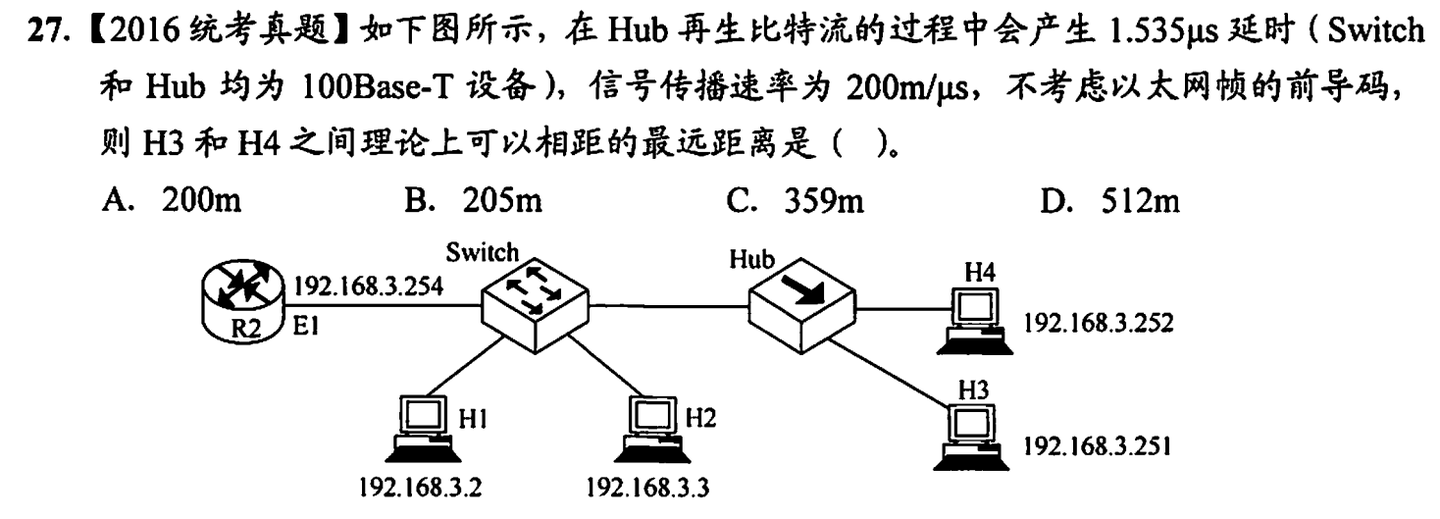 27.【2016 统考真题】如下图所示，在 Hub 再生比特流的过程中会产生 1.535μs 延时（Switch
和 Hub 均为 100Base-T 设备），信号传播速率为 200m/μs，不考虑以太网帧的前导码，
则 H3 和 H4 之间理论上可以相距的最远距离是（ ）。
A. 200m B. 205m C. 359m D. 512m
Switch
Hub
H4
192.168.3.254
R2 E1
192.168.3.252
H3
H1
H2
192.168.3.251
192.168.3.2
192.168.3.3